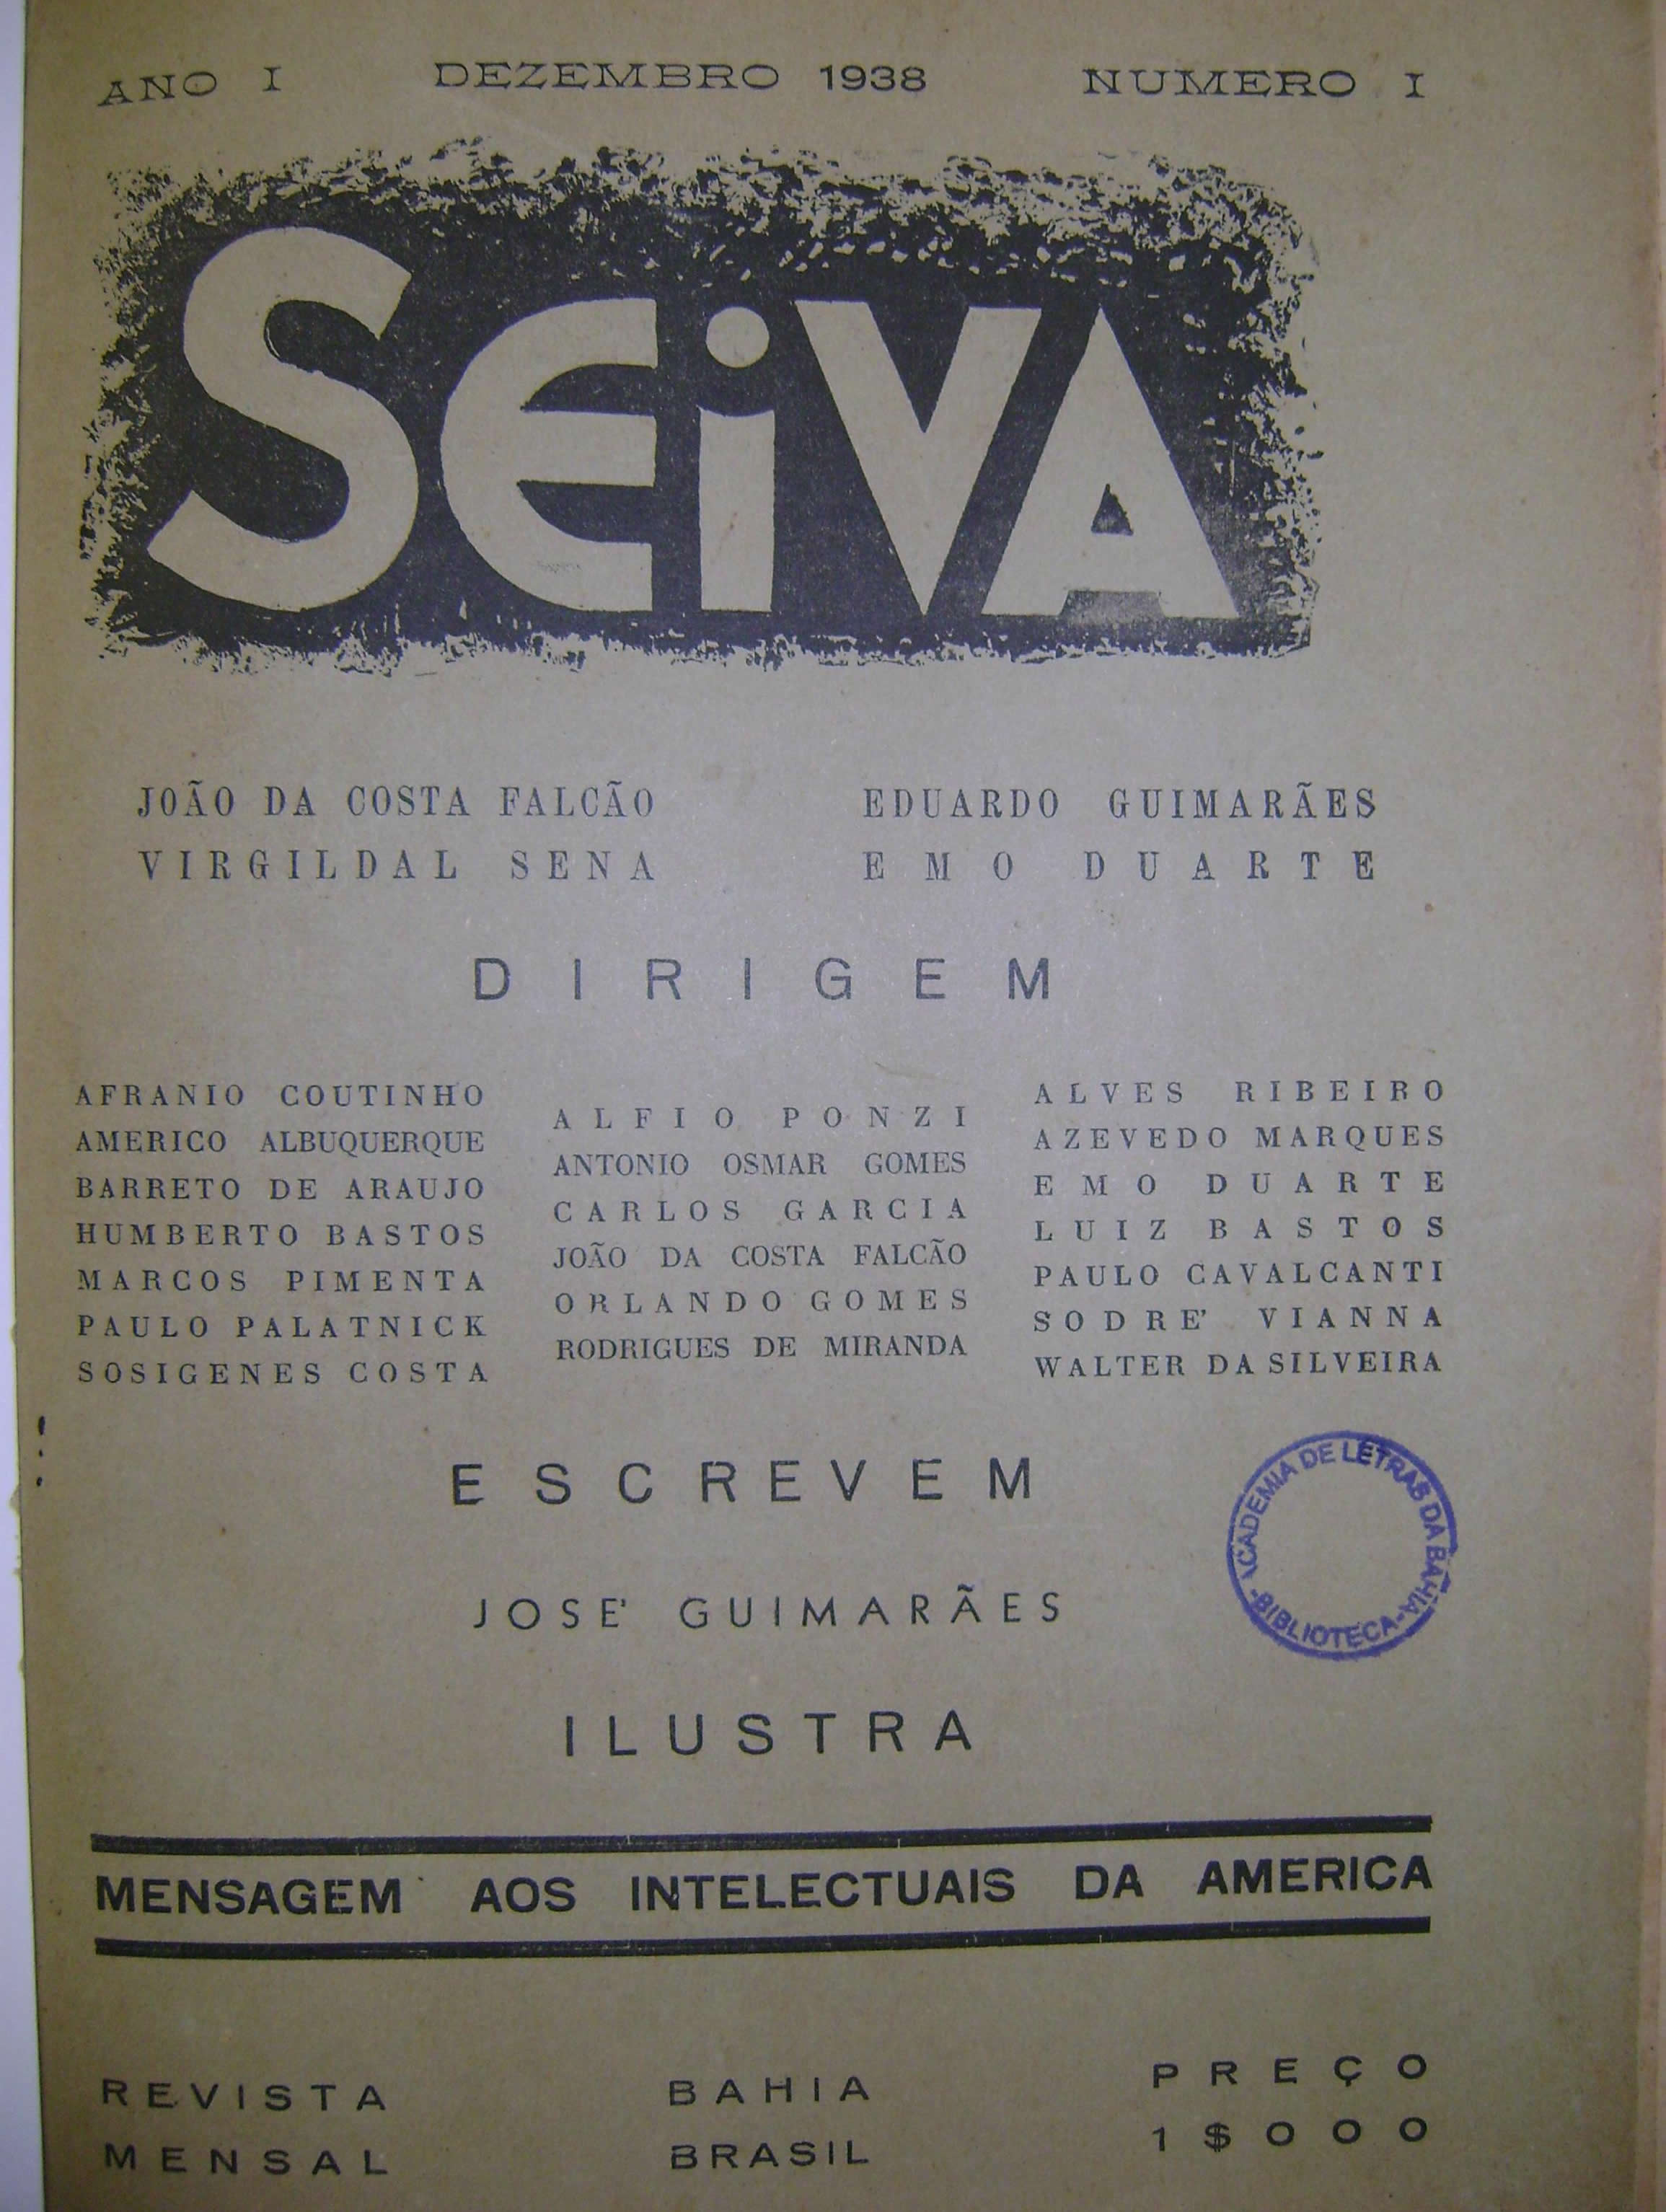 ANO I DEZEMBRO 1938 NUMERO I
SEiVA
JOÃO DA COSTA FALCÃO
VIRGILDAL SENA
EDUARDO GUIMARÃES
EMO DUARTE
DIRIGEM
AFRANIO COUTINHO
AMERICO ALBUQUERQUE
BARRETO DE ARAUJO
HUMBERTO BASTOS
MARCOS PIMENTA
PAULO PALATNICK
SOSIGENES COSTA
ALFIO PONZI
ANTONIO OSMAR GOMES
CARLOS GARCIA
JOÃO DA COSTA FALCÃO
ORLANDO GOMES
RODRIGUES DE MIRANDA
ALVES RIBEIRO
AZEVEDO MARQUES
EMO DUARTE
LUIZ BASTOS
PAULO CAVALCANTI
SODRE' VIANNA
WALTER DA SILVEIRA
ESCREVEM
JOSE' GUIMARÃES
ILUSTRA
ACADEMIA DE LETRAS DA BAHIA
-BIBLIOTECA-
MENSAGEM AOS INTELECTUAIS DA AMERICA
REVISTA
MENSAL
BAHIA
BRASIL
PREÇO
1$000